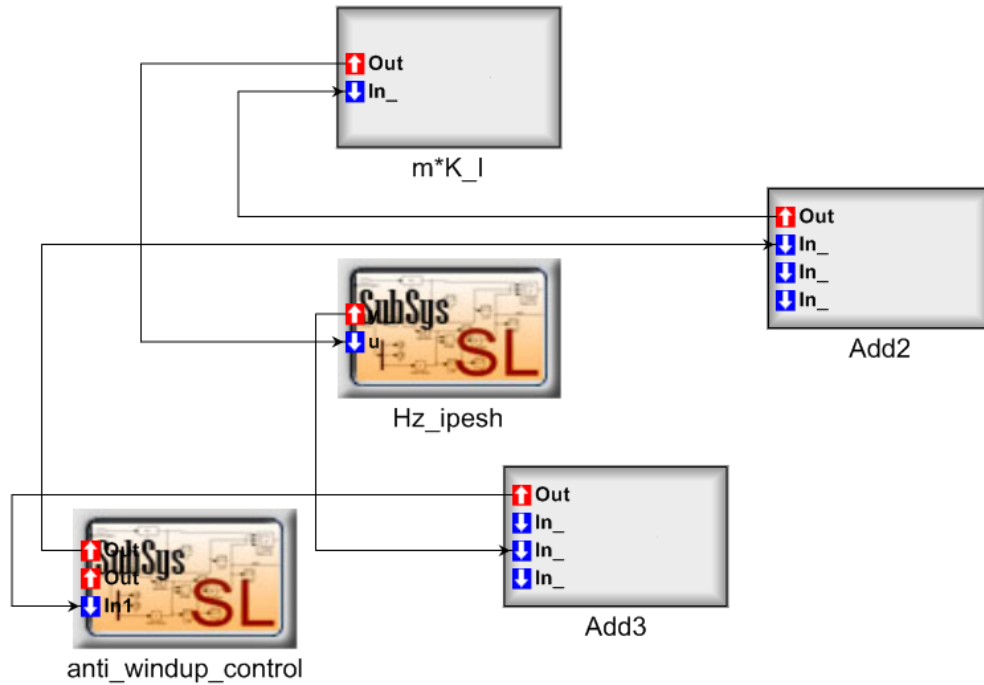 Out
In_
m*K_I
Out
In_
In_
In_
Add2
SubSys
u
SL
Hz_ipesh
Out
In_
In_
In_
Add3
Out
SubSys
Out
In1
SL
anti_windup_control